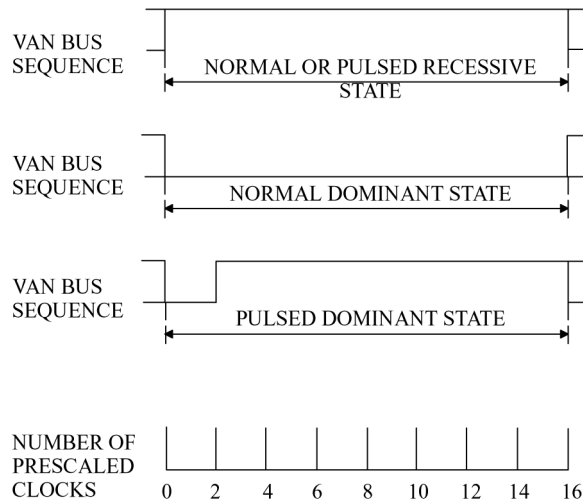 VAN BUS
SEQUENCE
NORMAL OR PULSED RECESSIVE
STATE
VAN BUS
SEQUENCE
NORMAL DOMINANT STATE
VAN BUS
SEQUENCE
PULSED DOMINANT STATE
NUMBER OF
PRESCALED
CLOCKS
0 2 4 6 8 10 12 14 16